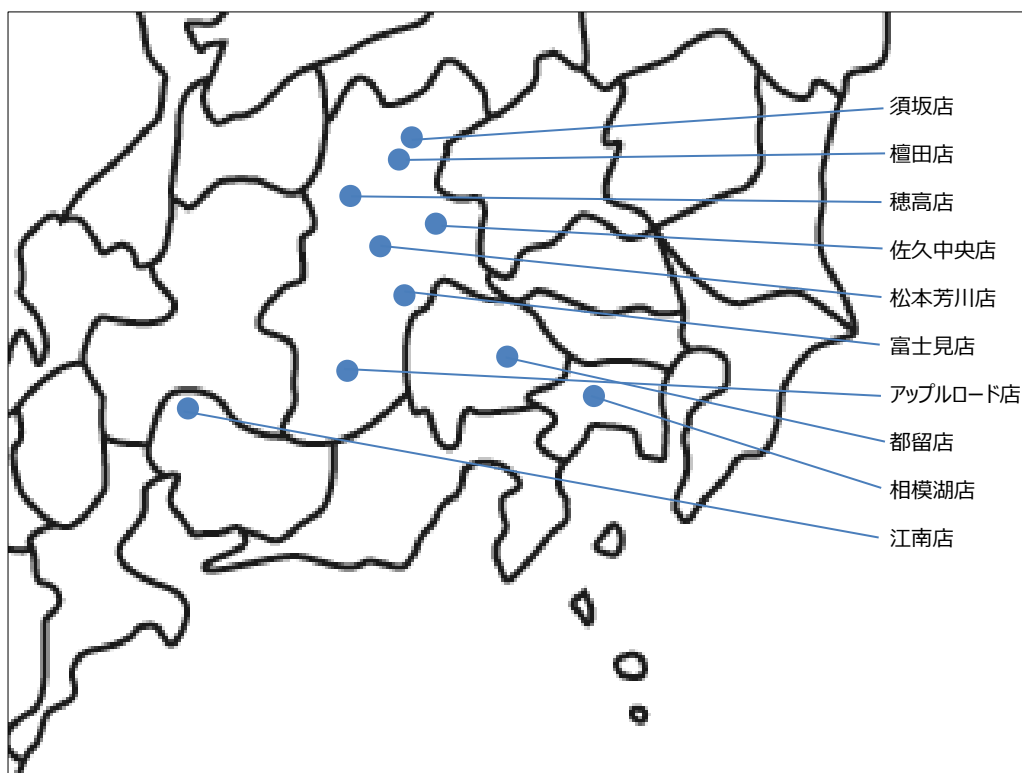 須坂店
檀田店
穂高店
佐久中央店
松本芳川店
富士見店
アップルロード店
都留店
相模湖店
江南店